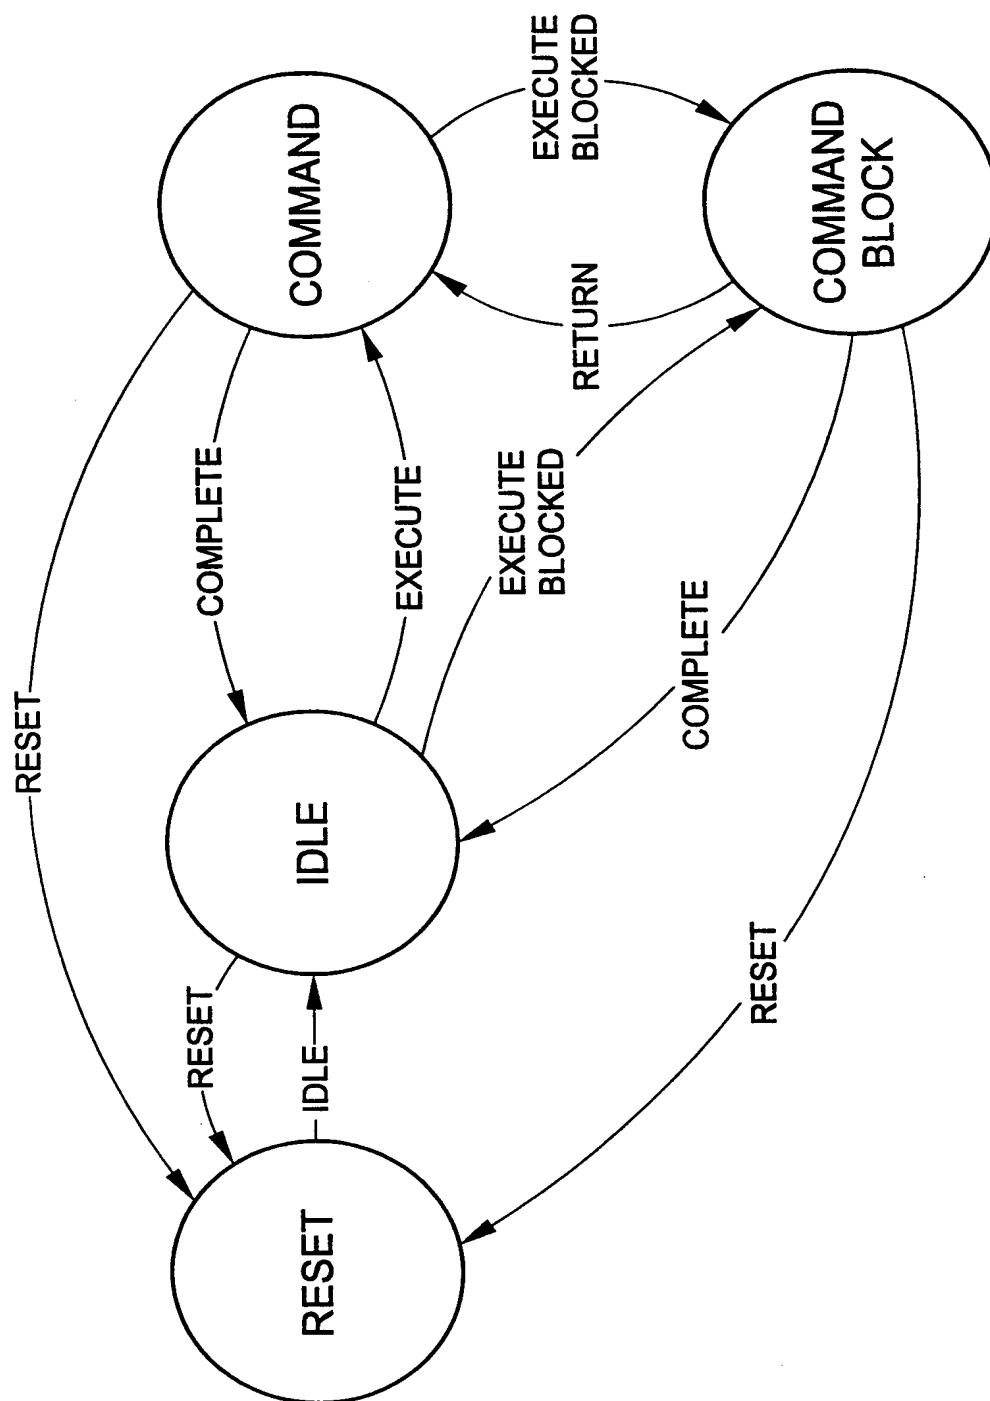 RESET
RESET
COMPLETE
RESET
IDLE
IDLE
COMMAND
EXECUTE
EXECUTE
BLOCKED
RETURN
EXECUTE
BLOCKED
COMPLETE
RESET
COMMAND
BLOCK